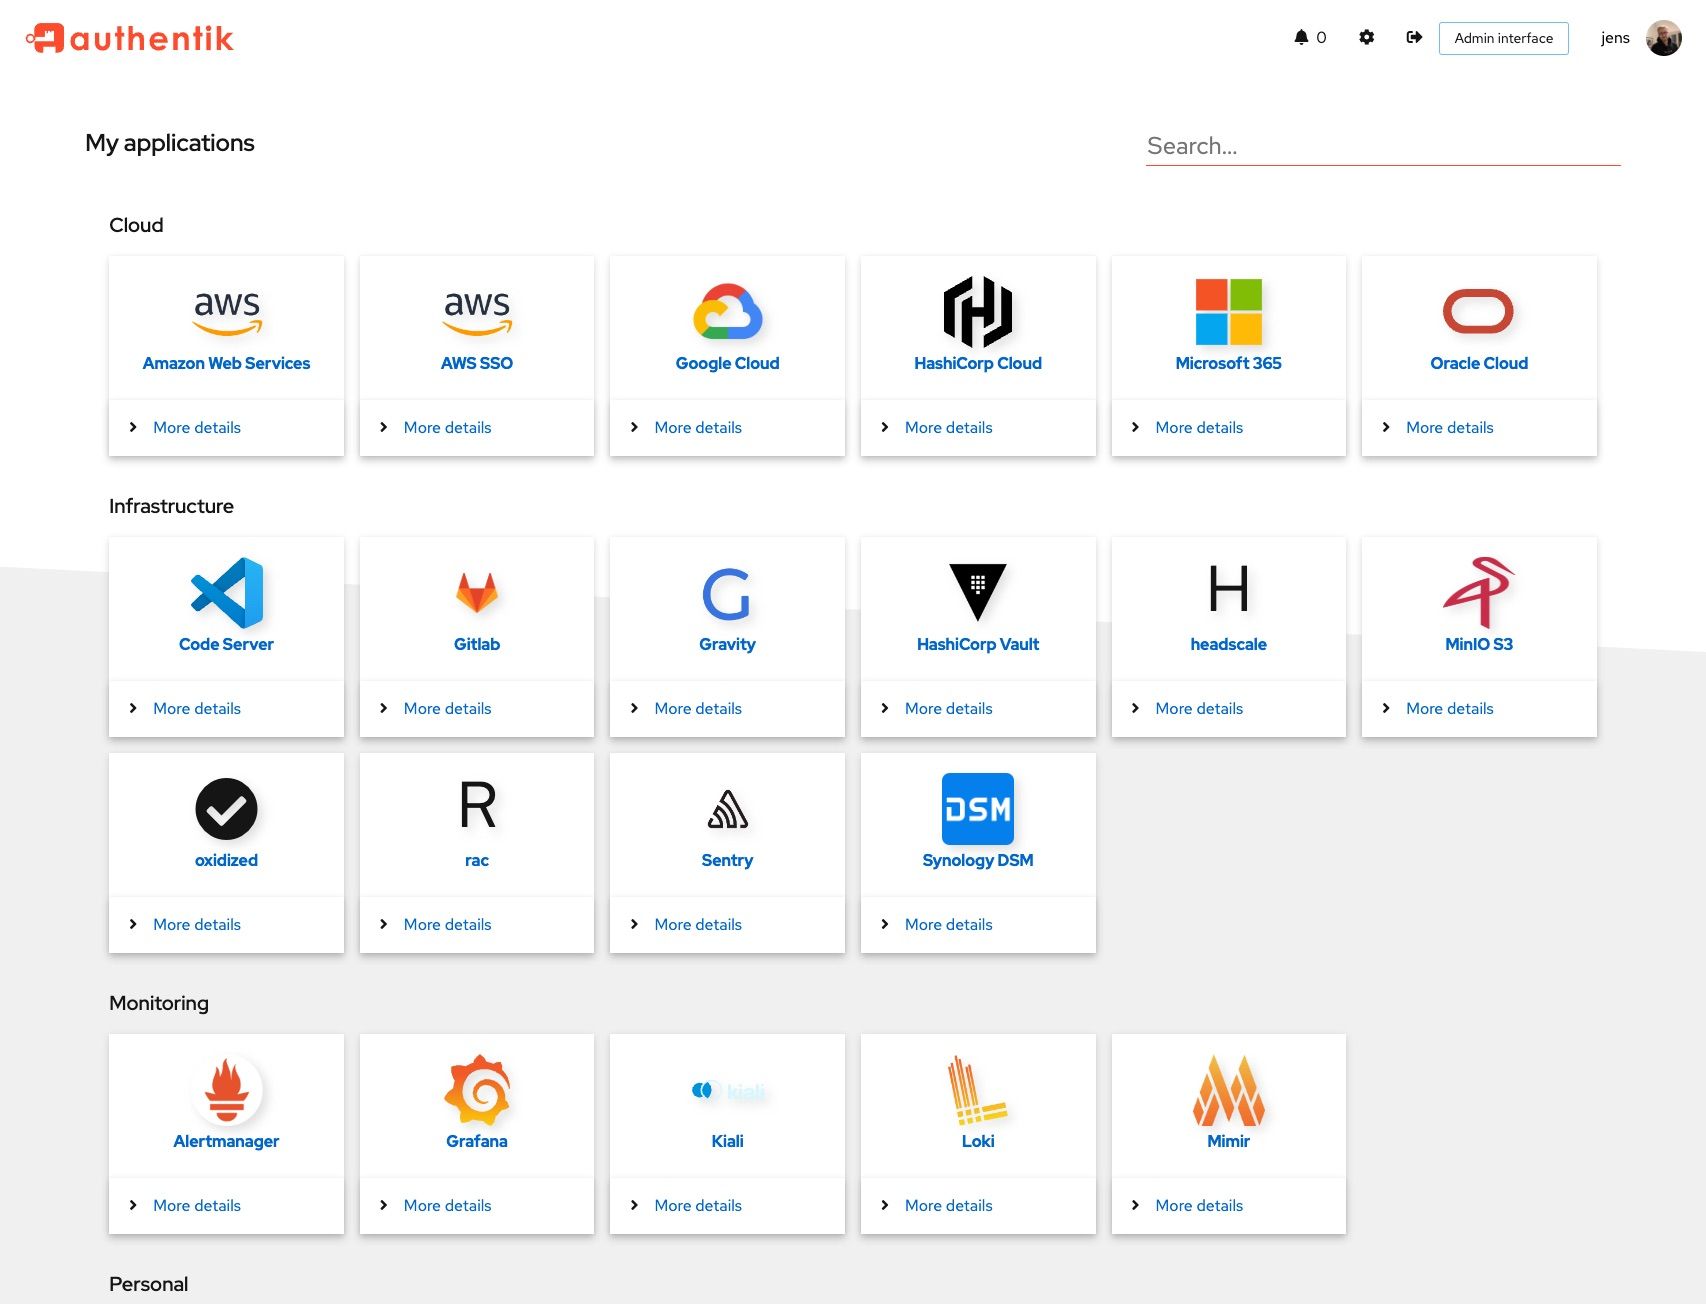 authentik
0
Admin interface
jens
My applications
Search...
Cloud
aws
aws
Amazon Web Services
AWS SSO
Google Cloud
HashiCorp Cloud
Microsoft 365
Oracle Cloud
More details
More details
More details
More details
More details
More details
Infrastructure
G
H
Code Server
Gitlab
Gravity
HashiCorp Vault
headscale
MinIO S3
More details
More details
More details
More details
More details
More details
R
DSM
oxidized
rac
Sentry
Synology DSM
More details
More details
More details
More details
Monitoring
kiali
Alertmanager
Grafana
Kiali
Loki
Mimir
More details
More details
More details
More details
More details
Personal